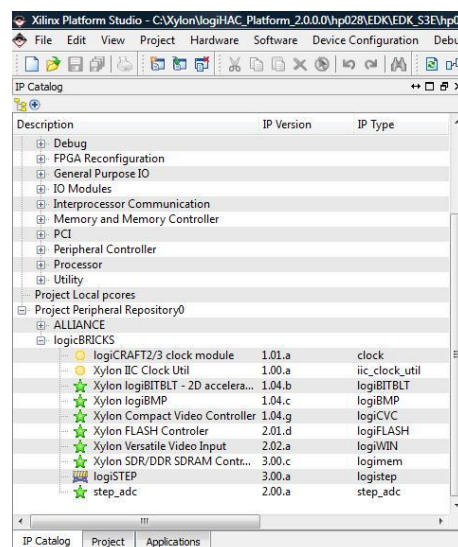 Xilinx Platform Studio - C:\Xylon\logiHAC_Platform_2.0.0.0\hp028\EDK\EDK_S3E\hp0
File Edit View Project Hardware Software Device Configuration Debu
IP Catalog
Description IP Version IP Type
Debug
FPGA Reconfiguration
General Purpose IO
IO Modules
Interprocessor Communication
Memory and Memory Controller
PCI
Peripheral Controller
Processor
Utility
Project Local pcores
Project Peripheral Repository0
ALLIANCE
logicBRICKS
logiCRAFT2/3 clock module 1.01.a clock
Xylon IIC Clock Util 1.00.a iic_clock_util
Xylon logiBITBLT - 2D accelera... 1.04.b logiBITBLT
Xylon logiBMP 1.04.c logiBMP
Xylon Compact Video Controller 1.04.g logiCVC
Xylon FLASH Controler 2.01.d logiFLASH
Xylon Versatile Video Input 2.02.a logiWIN
Xylon SDR/DDR SDRAM Contr... 3.00.c logimem
logiSTEP 3.00.a logistep
step_adc 2.00.a step_adc
IP Catalog Project Applications